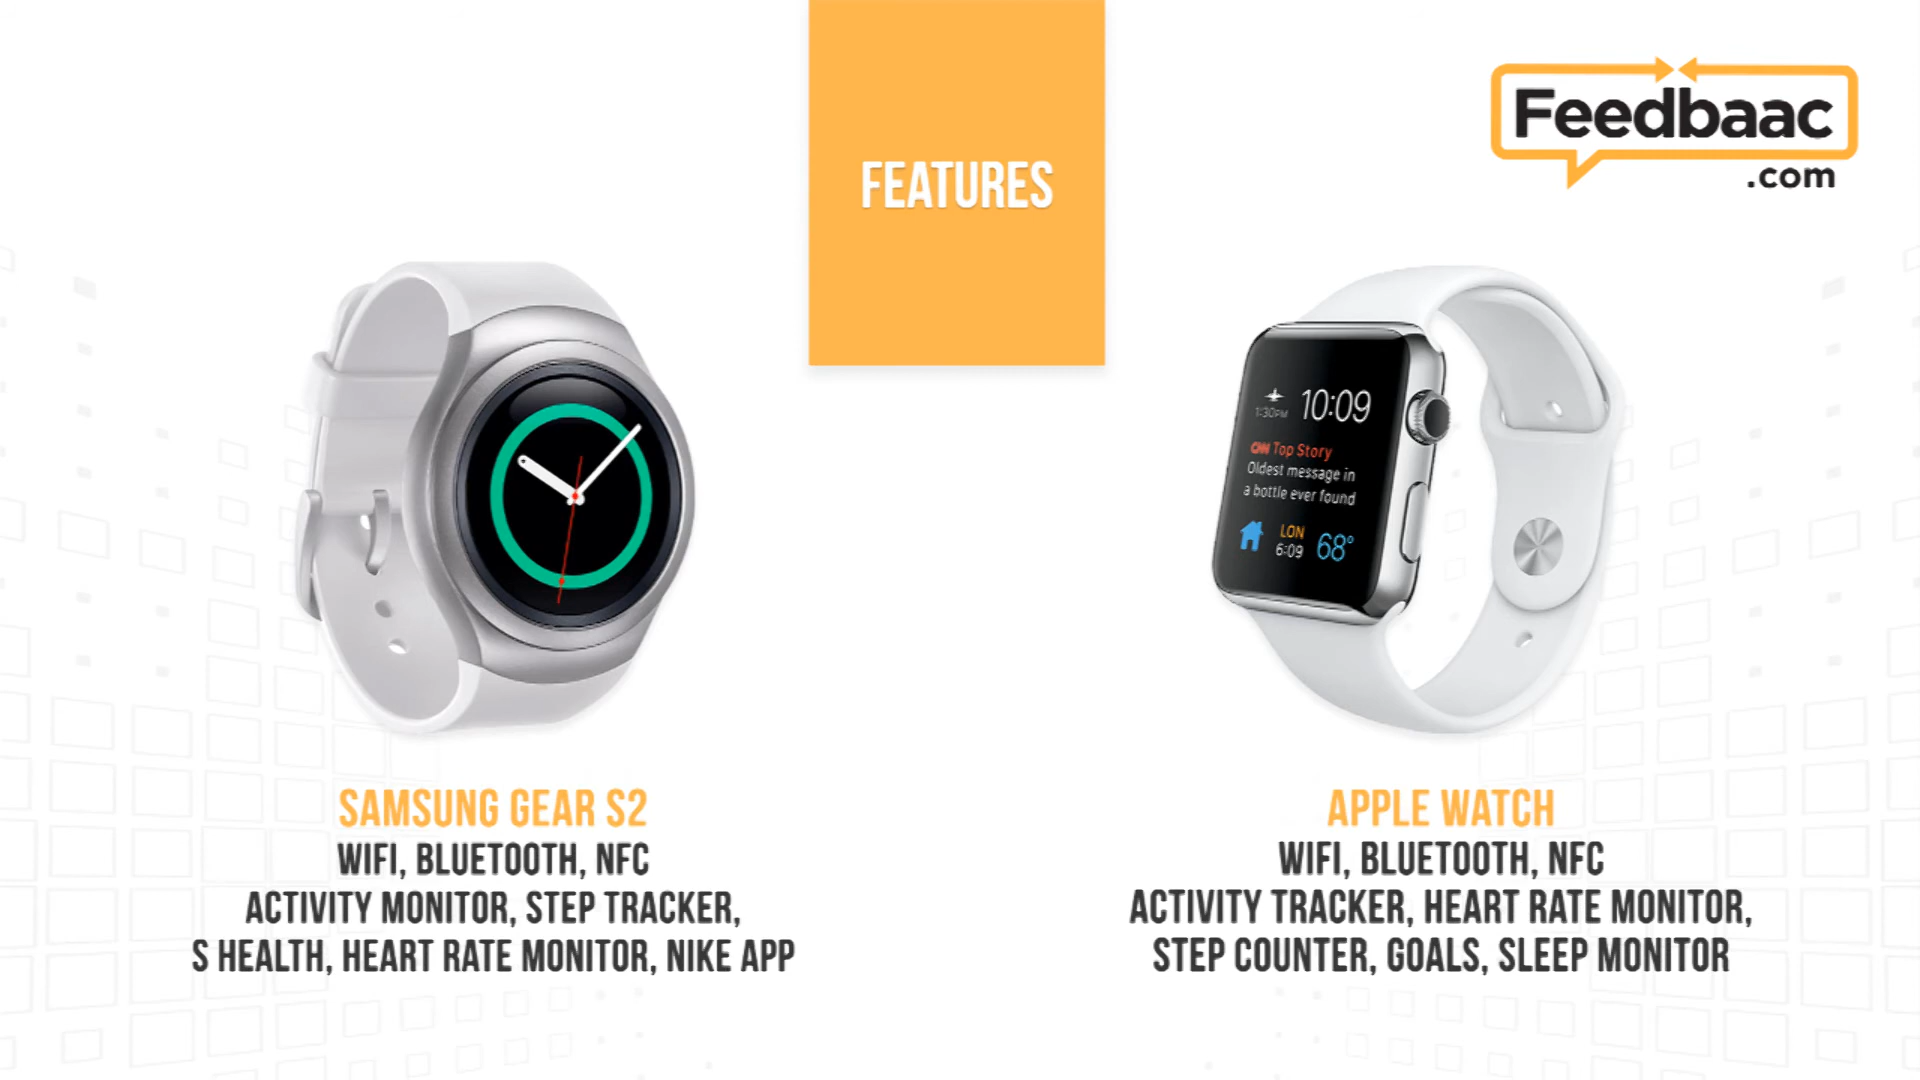 FEATURES
Feedbaac
.com
1:30PM 10:09
CNN Top Story
Oldest message in
a bottle ever found
LON
6:09 68°
SAMSUNG GEAR S2
WIFI, BLUETOOTH, NFC
ACTIVITY MONITOR, STEP TRACKER,
S HEALTH, HEART RATE MONITOR, NIKE APP
APPLE WATCH
WIFI, BLUETOOTH, NFC
ACTIVITY TRACKER, HEART RATE MONITOR,
STEP COUNTER, GOALS, SLEEP MONITOR